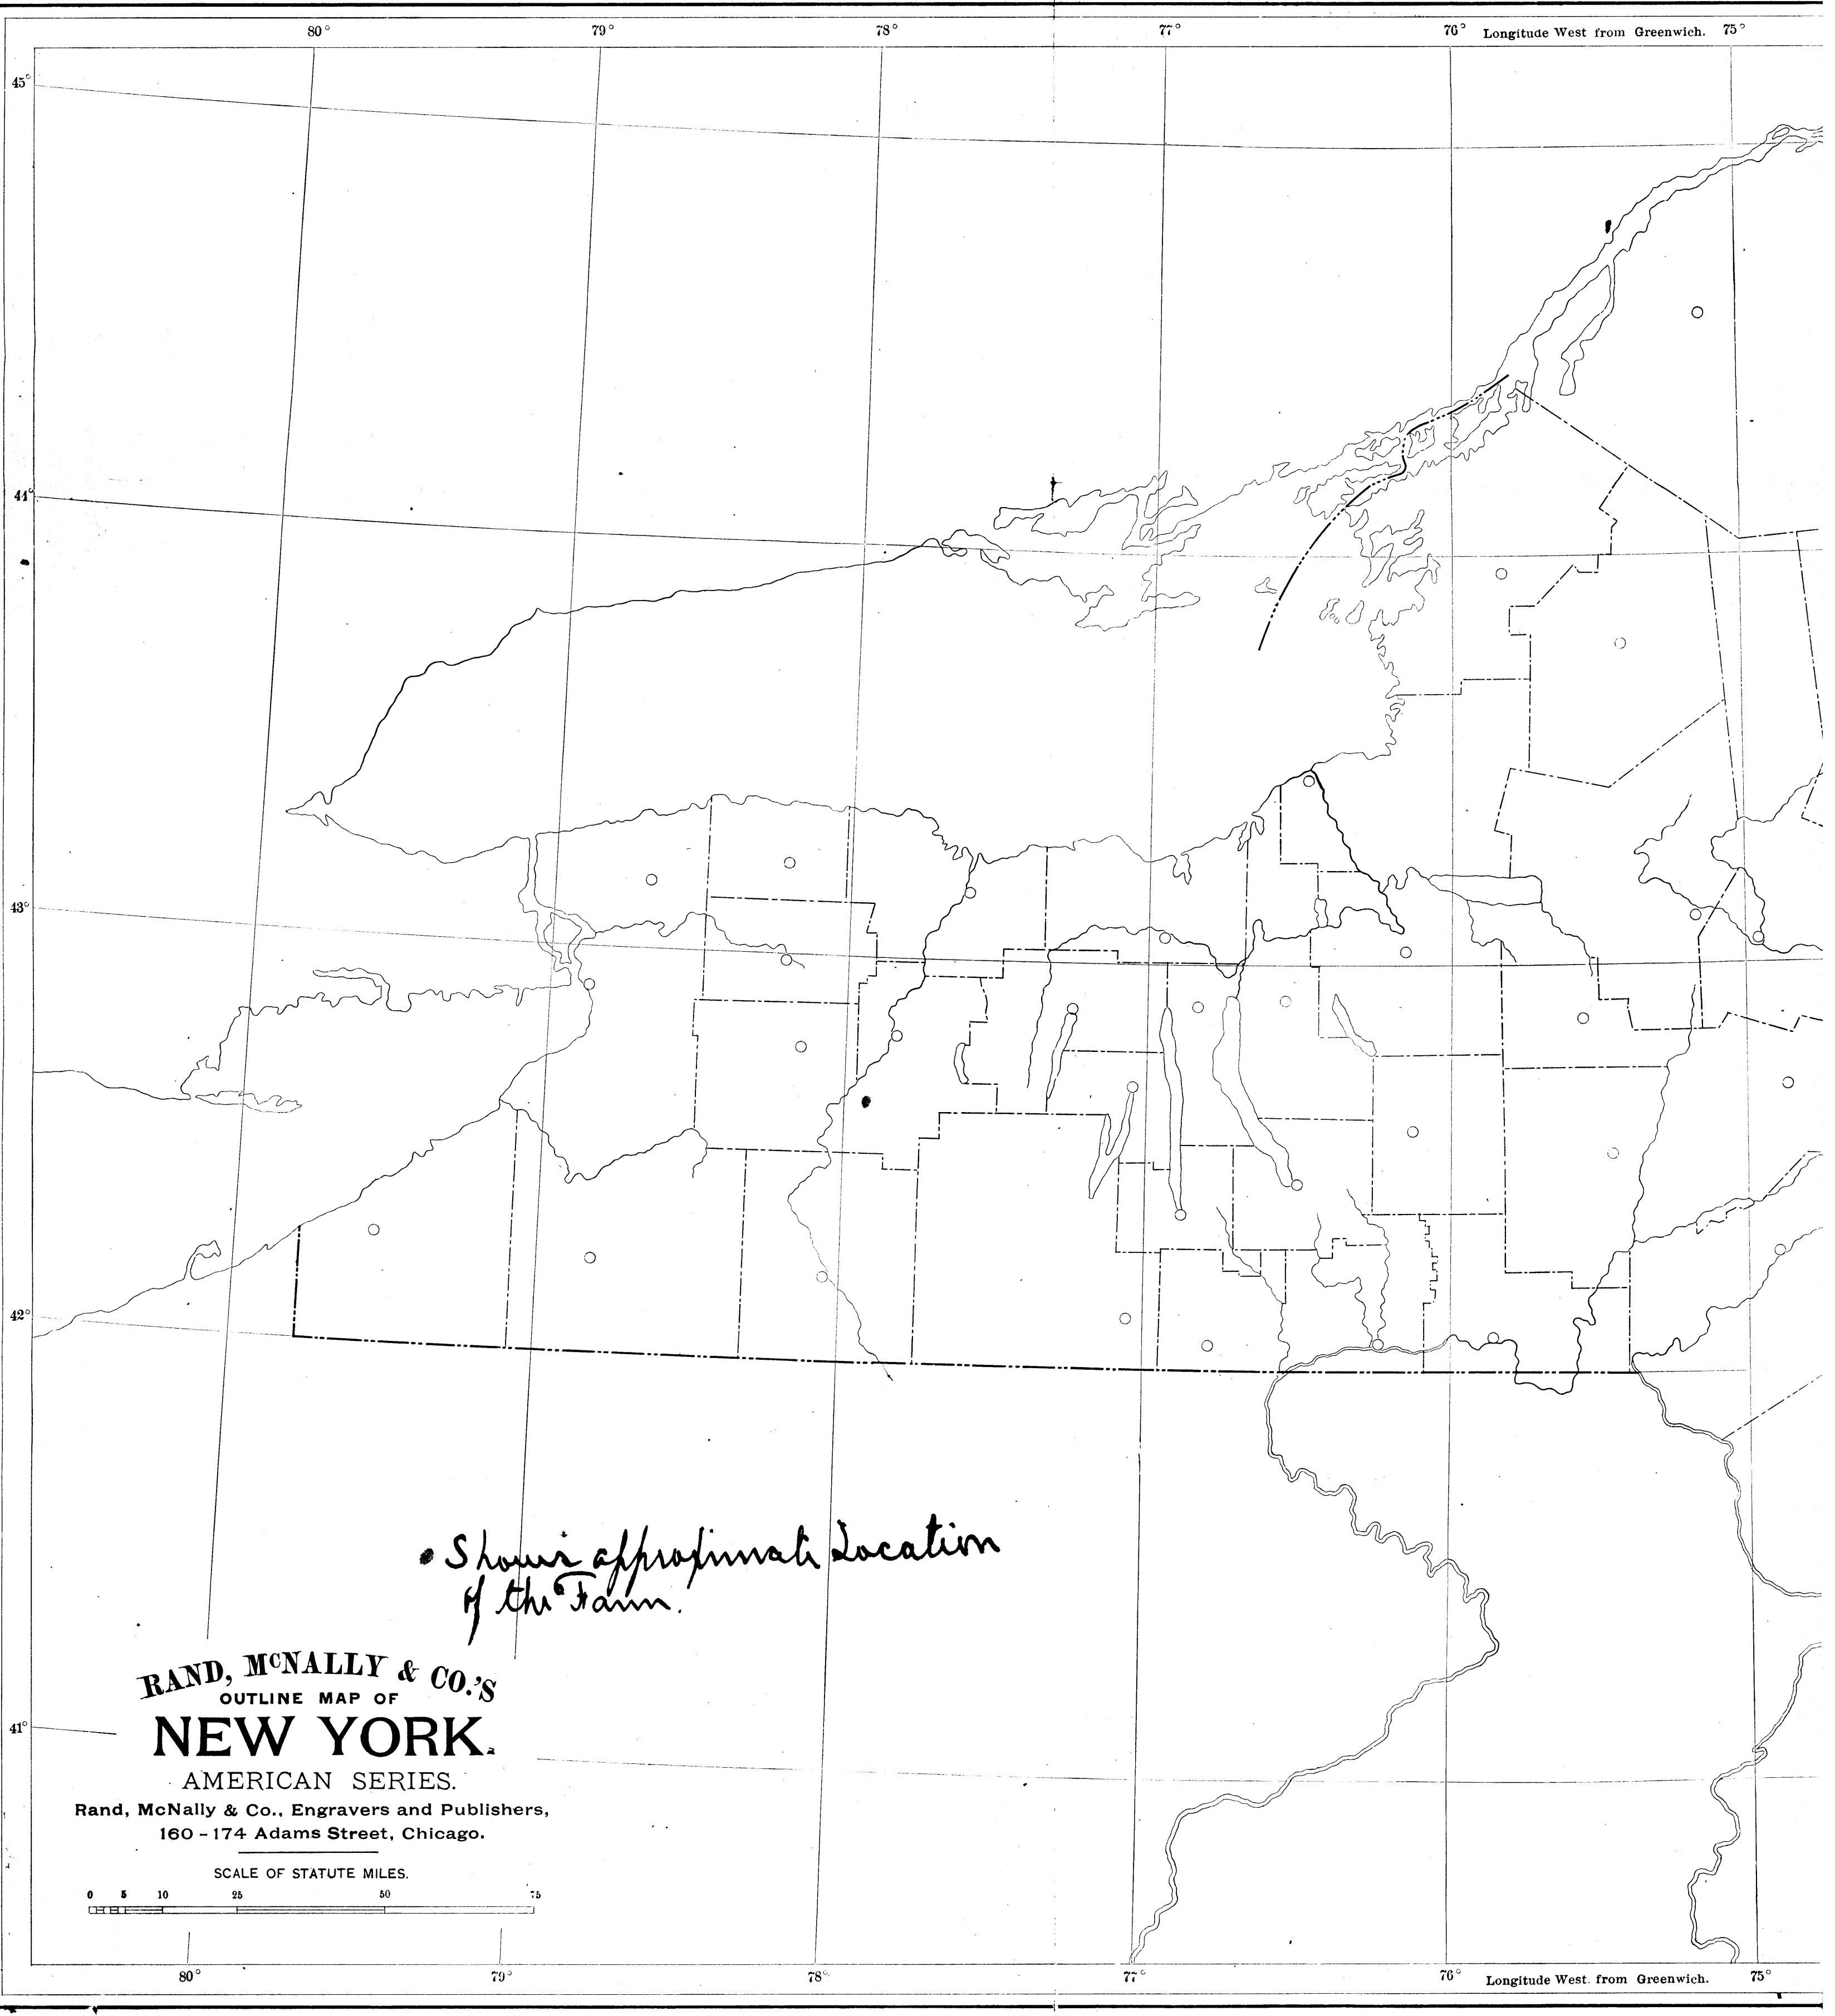 80° 79° 78° 77° 76° Longitude West from Greenwich. 75°
45°
41°
43°
42°
41°
Shows approximate Location
of the Farm.
RAND, McNALLY & CO.'S
OUTLINE MAP OF
NEW YORK.
AMERICAN SERIES.
Rand, McNally & Co., Engravers and Publishers,
160-174 Adams Street, Chicago.
SCALE OF STATUTE MILES.
0 5 10 25 50 75
80° 79° 78° 77° 76° Longitude West. from Greenwich. 75°